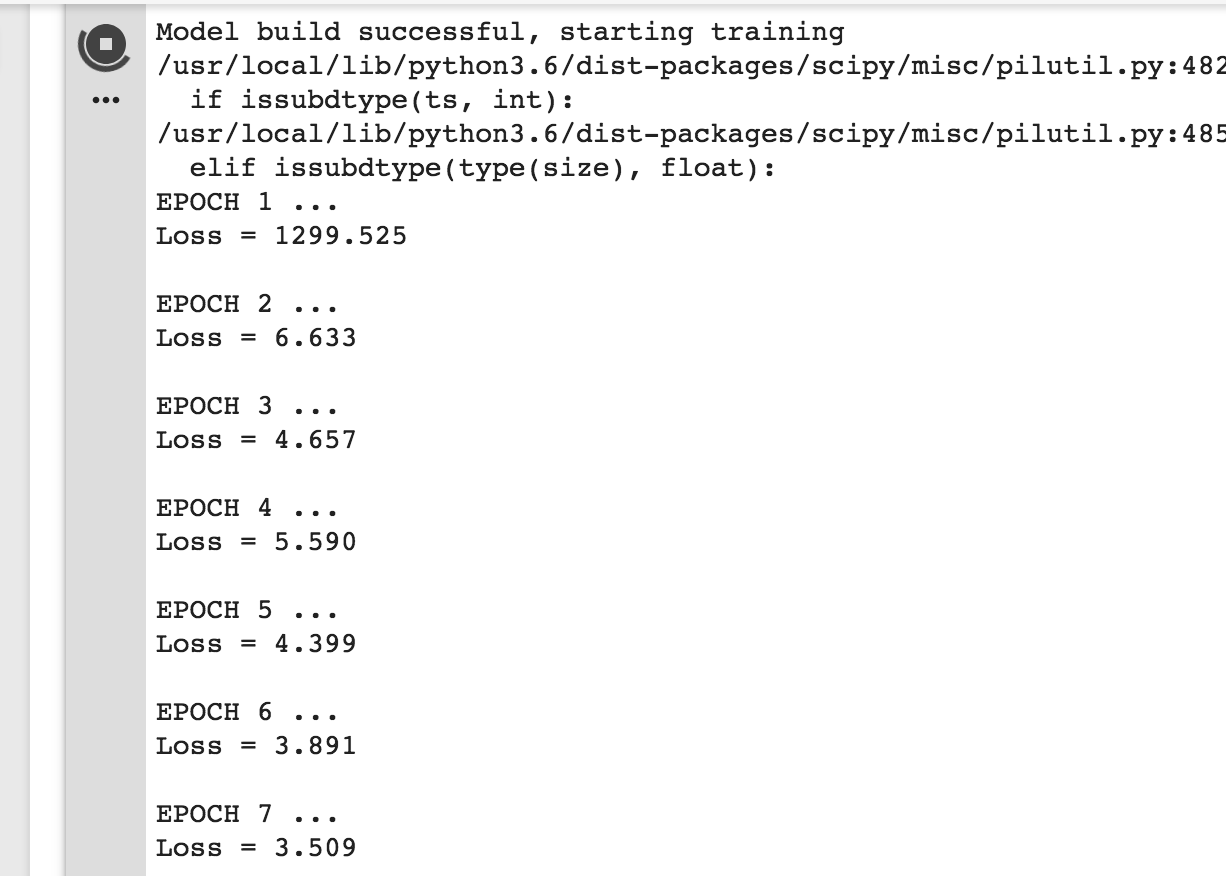 Model build successful, starting training
/usr/local/lib/python3.6/dist-packages/scipy/misc/pilutil.py:482
  if issubdtype(ts, int):
/usr/local/lib/python3.6/dist-packages/scipy/misc/pilutil.py:485
  elif issubdtype(type(size), float):
EPOCH 1 ...
Loss = 1299.525
EPOCH 2 ...
Loss = 6.633
EPOCH 3 ...
Loss = 4.657
EPOCH 4 ...
Loss = 5.590
EPOCH 5 ...
Loss = 4.399
EPOCH 6 ...
Loss = 3.891
EPOCH 7 ...
Loss = 3.509